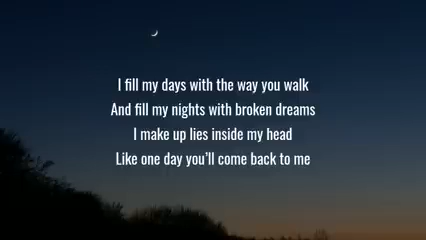 I fill my days with the way you walk
And fill my nights with broken dreams
I make up lies inside my head
Like one day you’ll come back to me